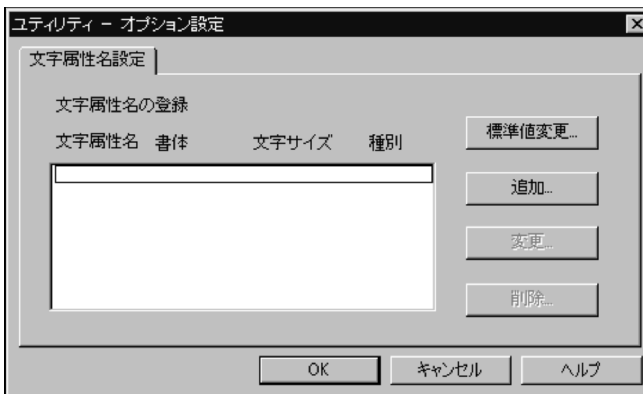 ユティリティ － オプション設定
文字属性名設定
文字属性名の登録
文字属性名 書体 文字サイズ 種別
標準値変更...
追加...
変更...
削除...
OK キャンセル ヘルプ